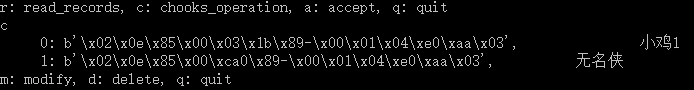 r: read_records, c: chooks_operation, a: accept, q: quit
c
0: b'\x02\x0e\x85\x00\x03\x1b\x89-\x00\x01\x04\xe0\xaa\x03', 小鸡1
1: b'\x02\x0e\x85\x00\xca0\x89-\x00\x01\x04\xe0\xaa\x03', 无名侠
m: modify, d: delete, q: quit